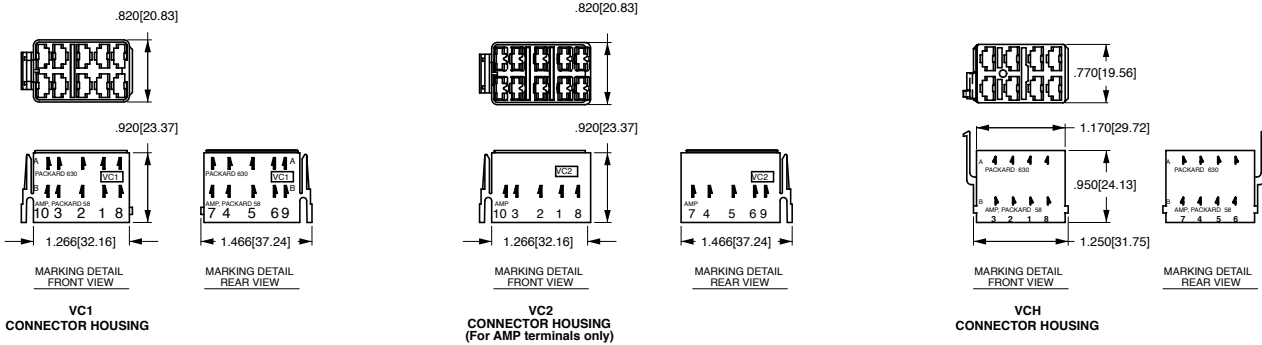 .820[20.83]
.920[23.37]
A
PACKARD 630
VC1
B
AMP, PACKARD 58
10 3 2 1 8
1.266[32.16]
MARKING DETAIL
FRONT VIEW
A
PACKARD 630
VC1
B
AMP, PACKARD 58
7 4 5 6 9
1.466[37.24]
MARKING DETAIL
REAR VIEW
VC1
CONNECTOR HOUSING
.820[20.83]
.920[23.37]
VC2
AMP
10 3 2 1 8
1.266[32.16]
MARKING DETAIL
FRONT VIEW
VC2
AMP
7 4 5 6 9
1.466[37.24]
MARKING DETAIL
REAR VIEW
VC2
CONNECTOR HOUSING
(For AMP terminals only)
.770[19.56]
1.170[29.72]
A
PACKARD 630
.950[24.13]
B
AMP, PACKARD 58
3 2 1 8
1.250[31.75]
MARKING DETAIL
FRONT VIEW
A
PACKARD 630
B
AMP, PACKARD 58
7 4 5 6
MARKING DETAIL
REAR VIEW
VCH
CONNECTOR HOUSING